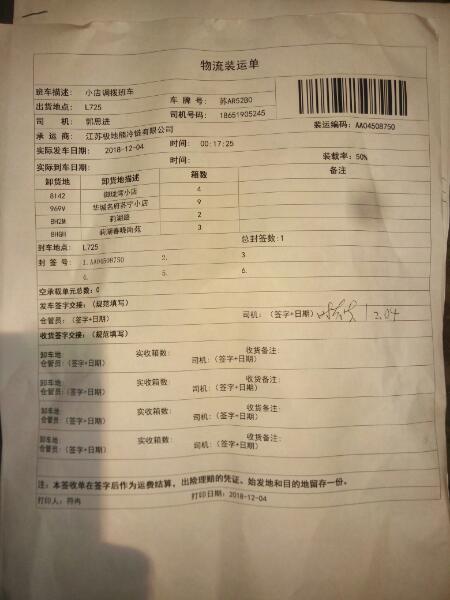 物流装运单
班车描述: 小店调拨班车
出货地点: L725 车 牌 号: 苏AR52B0
司 机: 郭思进 司机号码: 18651905245
承 运 商: 江苏极地熊冷链有限公司 装运编码: AA04508750
实际发车日期: 2018-12-04 时间: 00:17:25
实际到车日期: 时间: 装载率: 50%
卸货地 卸货地描述 箱数 备注
8142 御珑湾小店 4
969V 华城名府苏宁小店 9
8H2M 莉湖路 2
8HGH 莉湖春晓尚苑 3
封车地点: L725 总封签数:1
封 签 号: 1.AA04508750 2. 3.
4. 5. 6.
空承载单元总数: 0
发车签字交接: (规范填写)
仓管员: (签字+日期) 司机: (签字+日期) 12.04
收货签字交接: (规范填写)
卸车地 实收箱数: 收货备注:
仓管员: (签字+日期) 司机: (签字+日期)
卸车地 实收箱数: 收货备注:
仓管员: (签字+日期) 司机: (签字+日期)
卸车地 实收箱数: 收货备注:
仓管员: (签字+日期) 司机: (签字+日期)
卸车地 实收箱数: 收货备注:
仓管员: (签字+日期) 司机: (签字+日期)
注: 本签收单在签字后作为运费结算, 出险理赔的凭证。始发地和目的地留存一份。
打印人: 符冉 打印日期: 2018-12-04